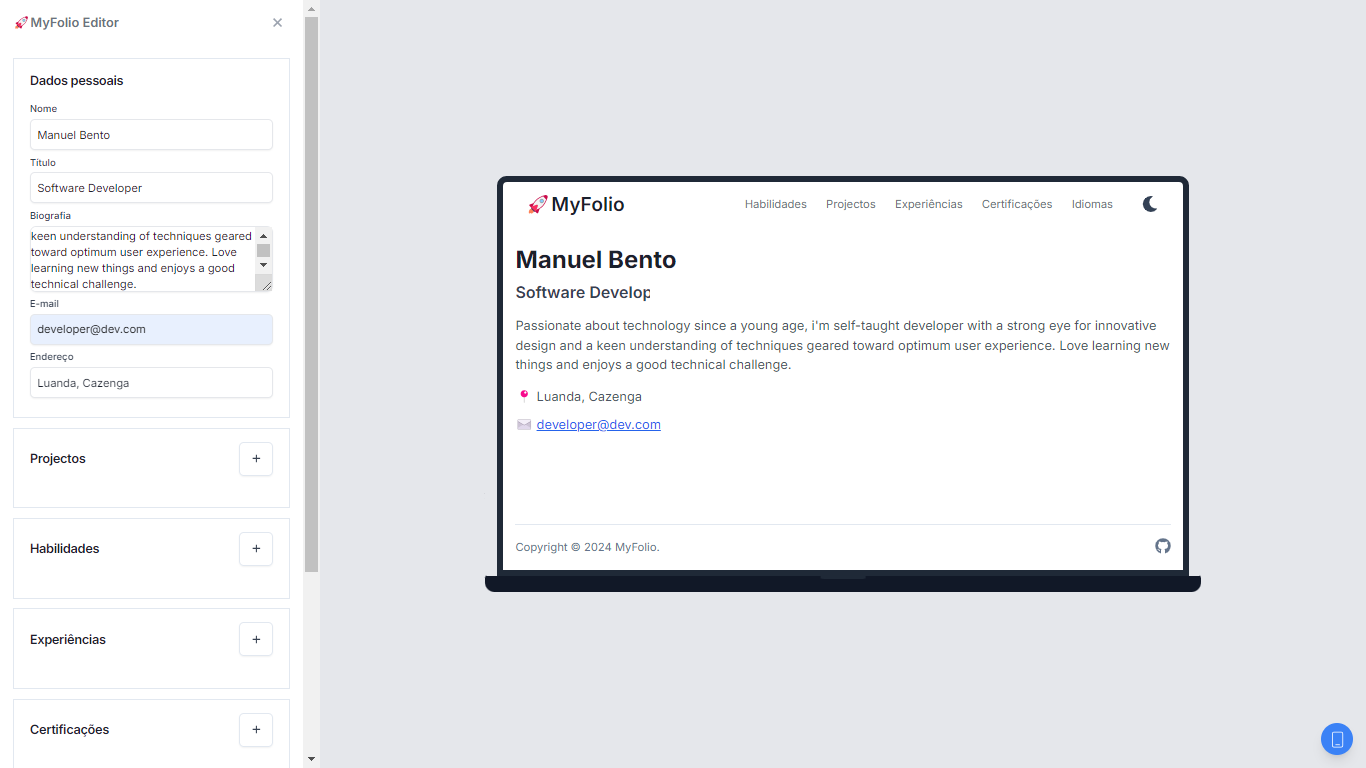 MyFolio Editor
Dados pessoais
Nome
Manuel Bento
Título
Software Developer
Biografia
keen understanding of techniques geared
toward optimum user experience. Love
learning new things and enjoys a good
technical challenge.
E-mail
developer@dev.com
Endereço
Luanda, Cazenga
Projectos
+
Habilidades
+
Experiências
+
Certificações
+
MyFolio
Habilidades Projectos Experiências Certificações Idiomas
Manuel Bento
Software Develop
Passionate about technology since a young age, i'm self-taught developer with a strong eye for innovative
design and a keen understanding of techniques geared toward optimum user experience. Love learning new
things and enjoys a good technical challenge.
Luanda, Cazenga
developer@dev.com
Copyright © 2024 MyFolio.